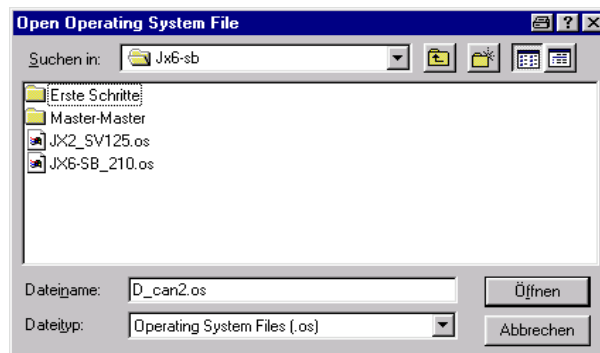 Open Operating System File
Suchen in: Jx6-sb
Erste Schritte
Master-Master
JX2_SV125.os
JX6-SB_210.os
Dateiname: D_can2.os Öffnen
Dateityp: Operating System Files (.os) Abbrechen